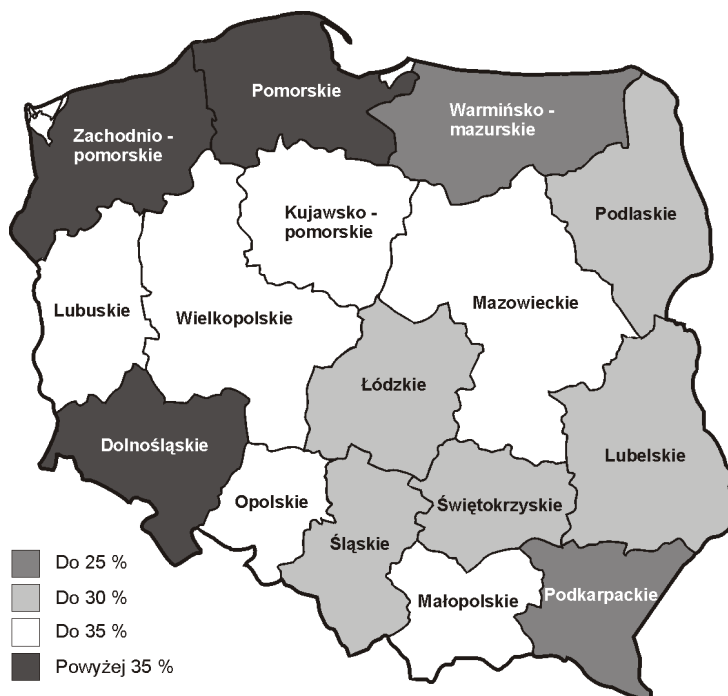 Pomorskie
Warmińsko -
mazurskie
Zachodnio -
pomorskie
Podlaskie
Kujawsko -
pomorskie
Mazowieckie
Lubuskie
Wielkopolskie
Łódzkie
Dolnośląskie
Lubelskie
Opolskie
Świętokrzyskie
Śląskie
Małopolskie
Podkarpackie
Do 25 %
Do 30 %
Do 35 %
Powyżej 35 %